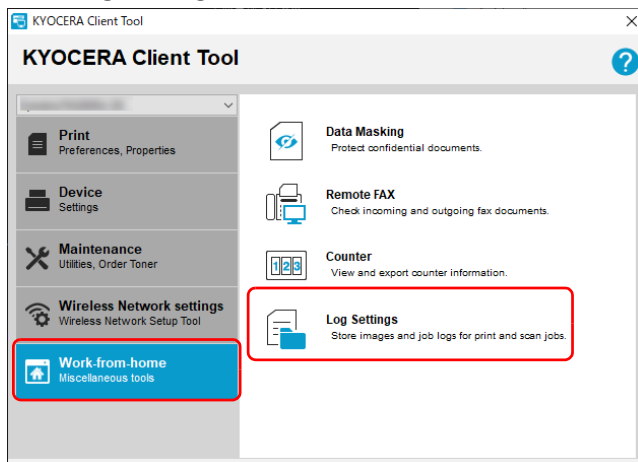 KYOCERA Client Tool
KYOCERA Client Tool
?
Print
Preferences, Properties
Device
Settings
Maintenance
Utilities, Order Toner
Wireless Network settings
Wireless Network Setup Tool
Work-from-home
Miscellaneous tools
Data Masking
Protect confidential documents.
Remote FAX
Check incoming and outgoing fax documents.
123
Counter
View and export counter information.
Log Settings
Store images and job logs for print and scan jobs.